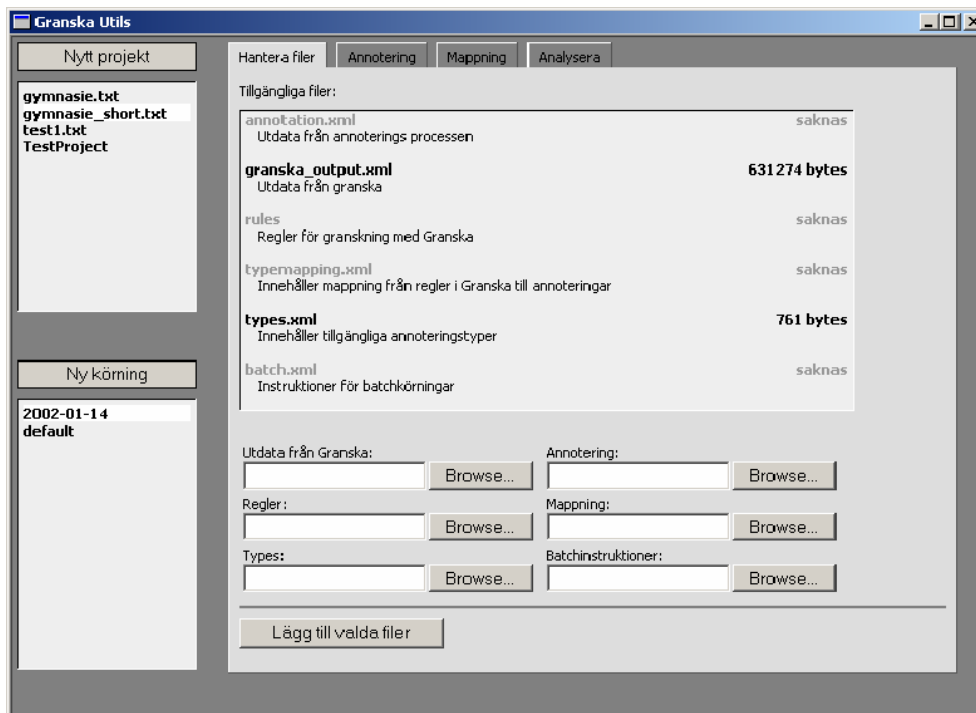 Granska Utils
Nytt projekt
gymnasie.txt
gymnasie_short.txt
test1.txt
TestProject
Ny körning
2002-01-14
default
Hantera filer Annotering Mappning Analysera
Tillgängliga filer:
annotation.xml saknas
Utdata från annoterings processen
granska_output.xml 631274 bytes
Utdata från granska
rules saknas
Regler för granskning med Granska
typemapping.xml saknas
Innehåller mappning från regler i Granska till annoteringar
types.xml 761 bytes
Innehåller tillgängliga annoteringstyper
batch.xml saknas
Instruktioner för batchkörningar
Utdata från Granska: Annotering:
Browse... Browse...
Regler: Mappning:
Browse... Browse...
Types: Batchinstruktioner:
Browse... Browse...
Lägg till valda filer